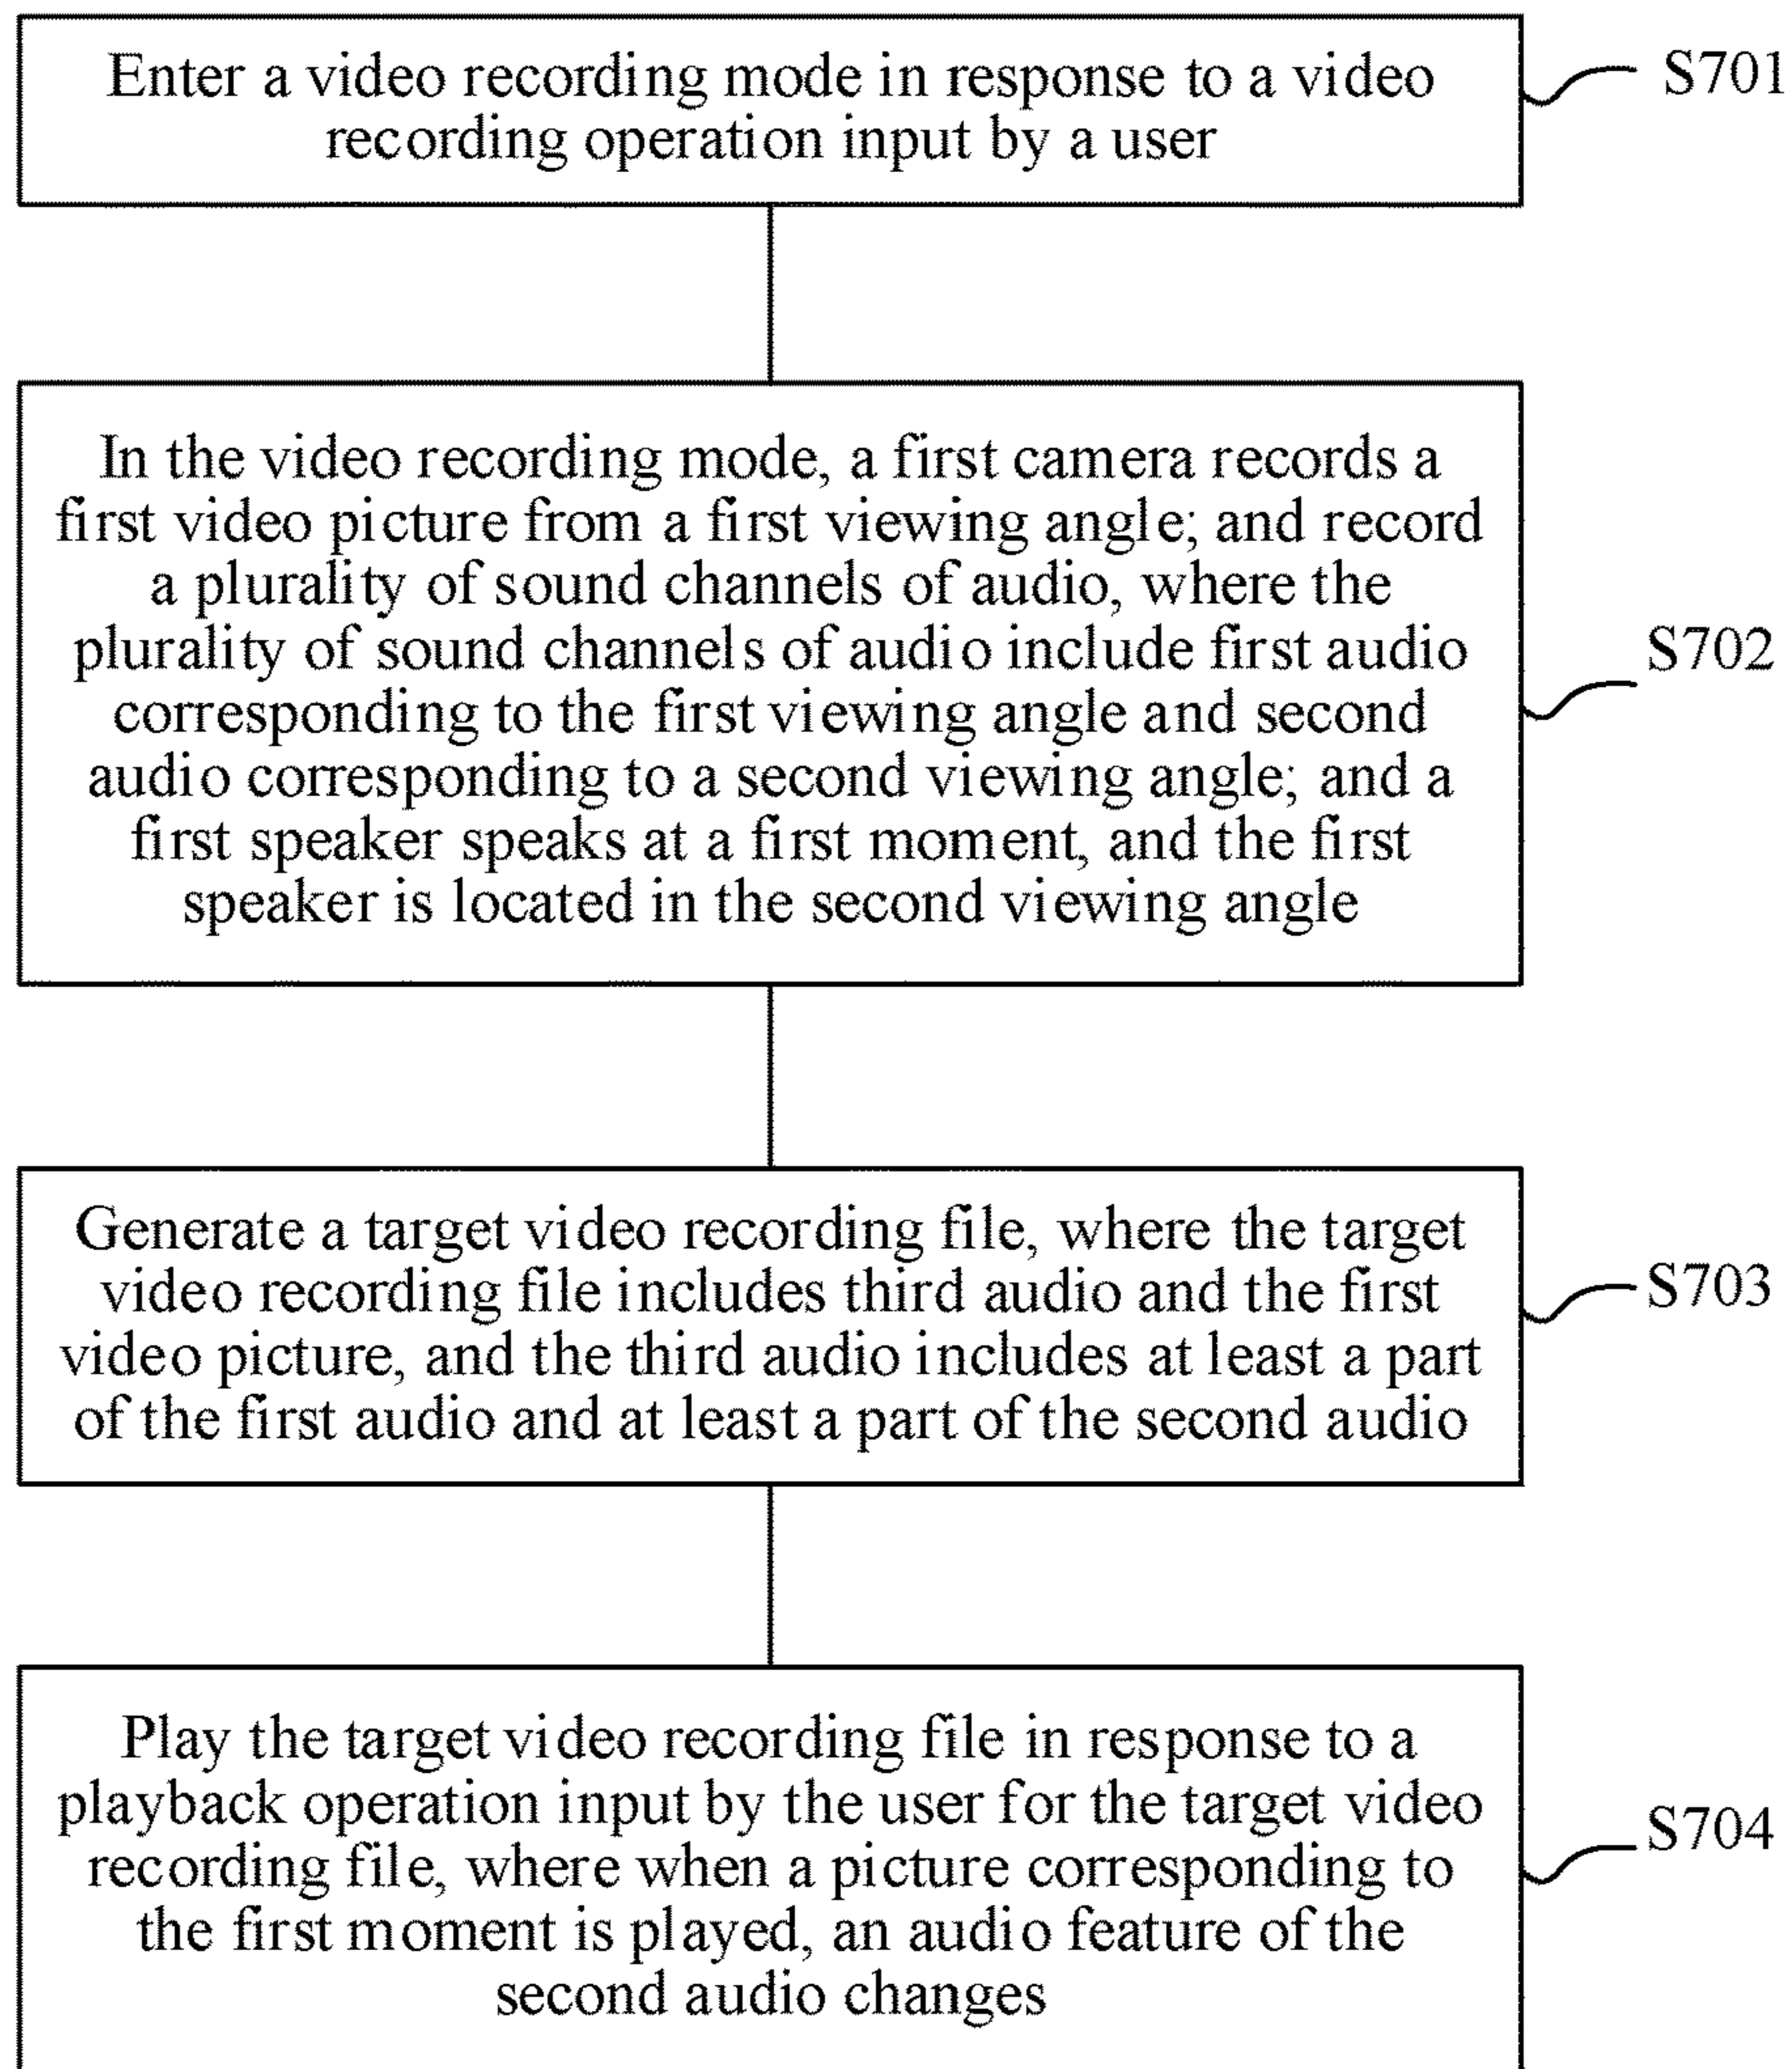 Enter a video recording mode in response to a video
recording operation input by a user
S701
In the video recording mode, a first camera records a
first video picture from a first viewing angle; and record
a plurality of sound channels of audio, where the
plurality of sound channels of audio include first audio
corresponding to the first viewing angle and second
audio corresponding to a second viewing angle; and a
first speaker speaks at a first moment, and the first
speaker is located in the second viewing angle
S702
Generate a target video recording file, where the target
video recording file includes third audio and the first
video picture, and the third audio includes at least a part
of the first audio and at least a part of the second audio
S703
Play the target video recording file in response to a
playback operation input by the user for the target video
recording file, where when a picture corresponding to
the first moment is played, an audio feature of the
second audio changes
S704